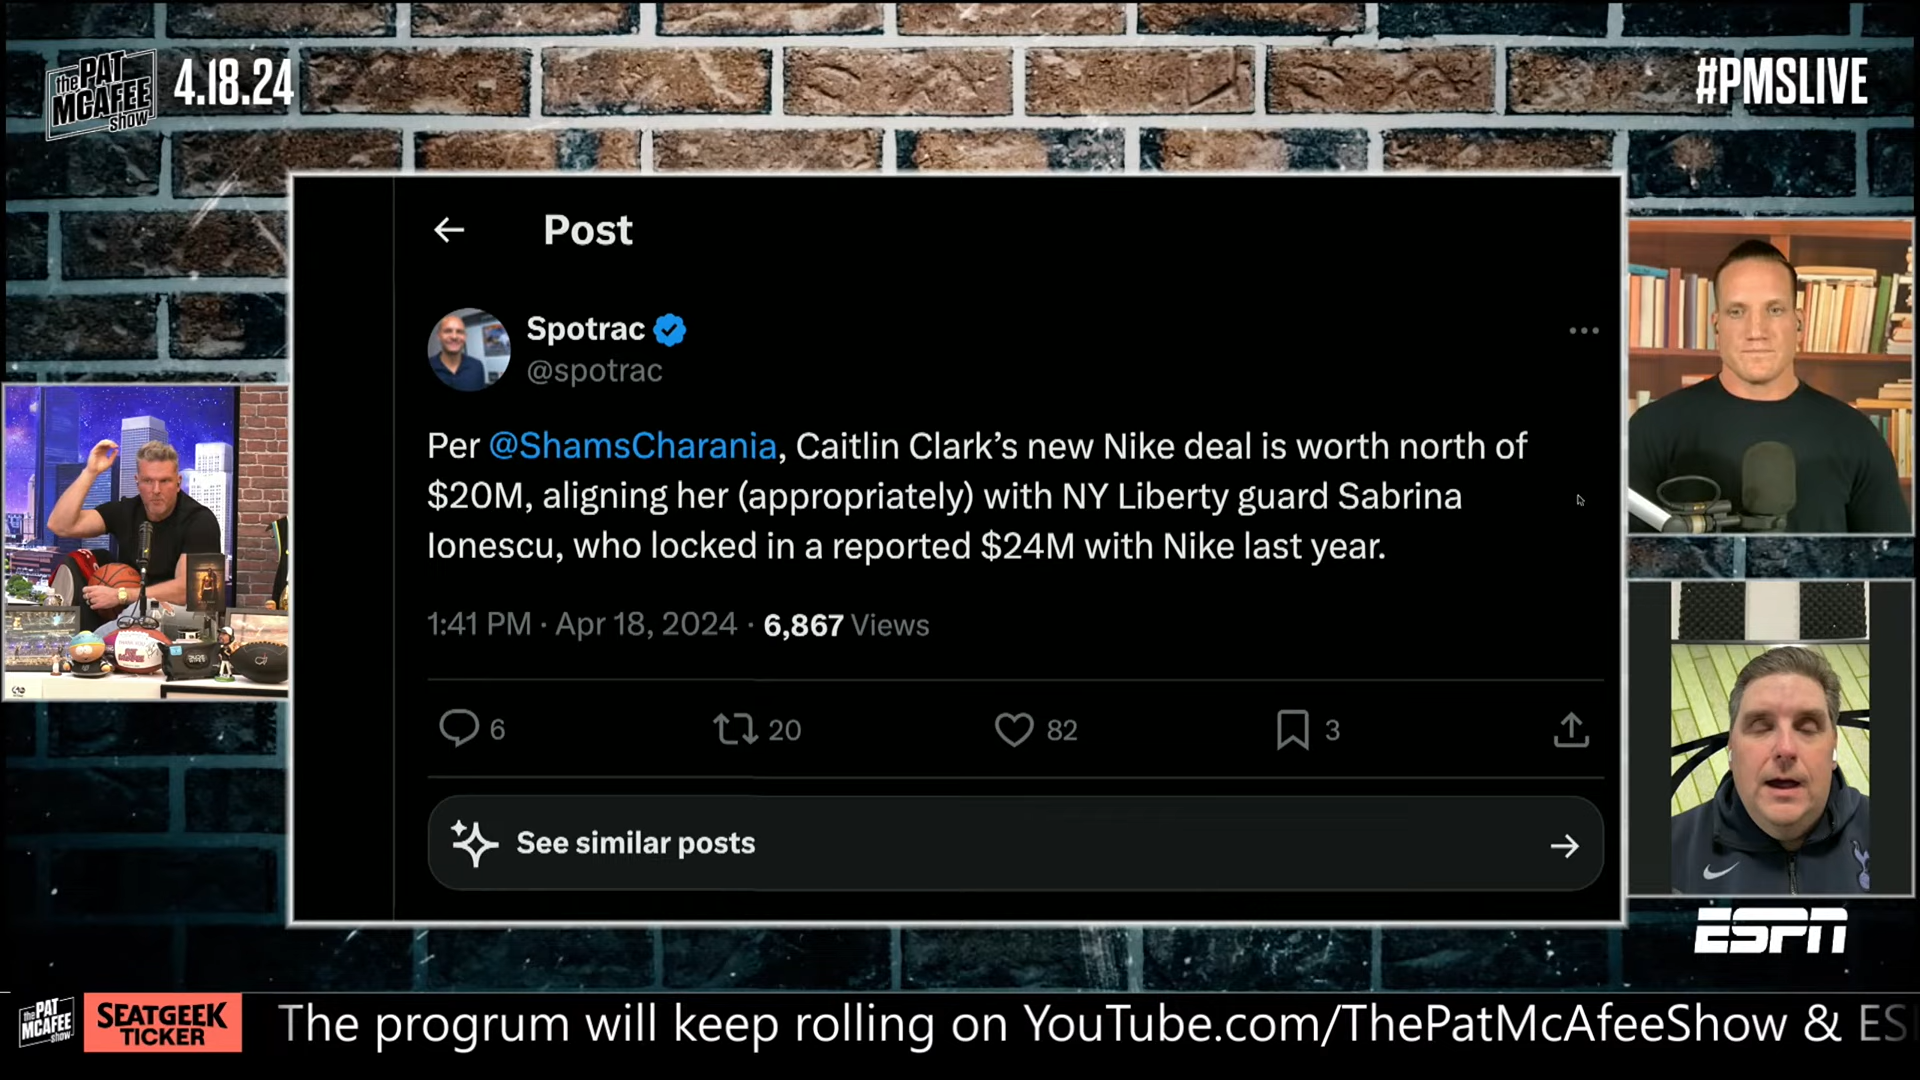 the PAT
MCAFEE
show
4.18.24
#PMSLIVE
Post
Spotrac
@spotrac
Per @ShamsCharania, Caitlin Clark’s new Nike deal is worth north of
$20M, aligning her (appropriately) with NY Liberty guard Sabrina
Ionescu, who locked in a reported $24M with Nike last year.
1:41 PM · Apr 18, 2024 · 6,867 Views
6 20 82 3
See similar posts
ESPN
the PAT
MCAFEE
show
SEATGEEK
TICKER
The progrum will keep rolling on YouTube.com/ThePatMcAfeeShow & ES